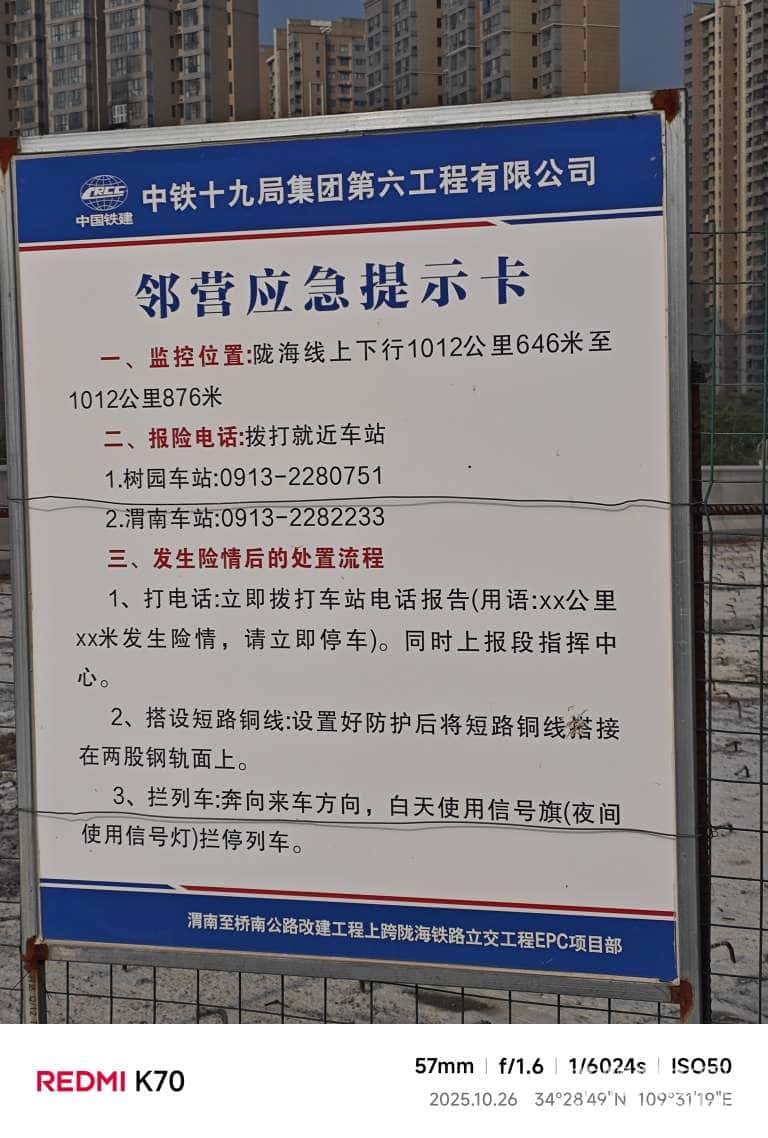 CRCC
中国铁建
中铁十九局集团第六工程有限公司
邻营应急提示卡
一、监控位置:陇海线上下行1012公里646米至
1012公里876米
二、报险电话:拨打就近车站
1.树园车站:0913-2280751
2.渭南车站:0913-2282233
三、发生险情后的处置流程
1、打电话:立即拨打车站电话报告(用语:xx公里
xx米发生险情，请立即停车)。同时上报段指挥中
心。
2、搭设短路铜线:设置好防护后将短路铜线搭接
在两股钢轨面上。
3、拦列车:奔向来车方向，白天使用信号旗(夜间
使用信号灯)拦停列车。
渭南至桥南公路改建工程上跨陇海铁路立交工程EPC项目部
REDMI K70
57mm | f/1.6 | 1/6024s | ISO50
2025.10.26 34°28'49"N 109°31'19"E